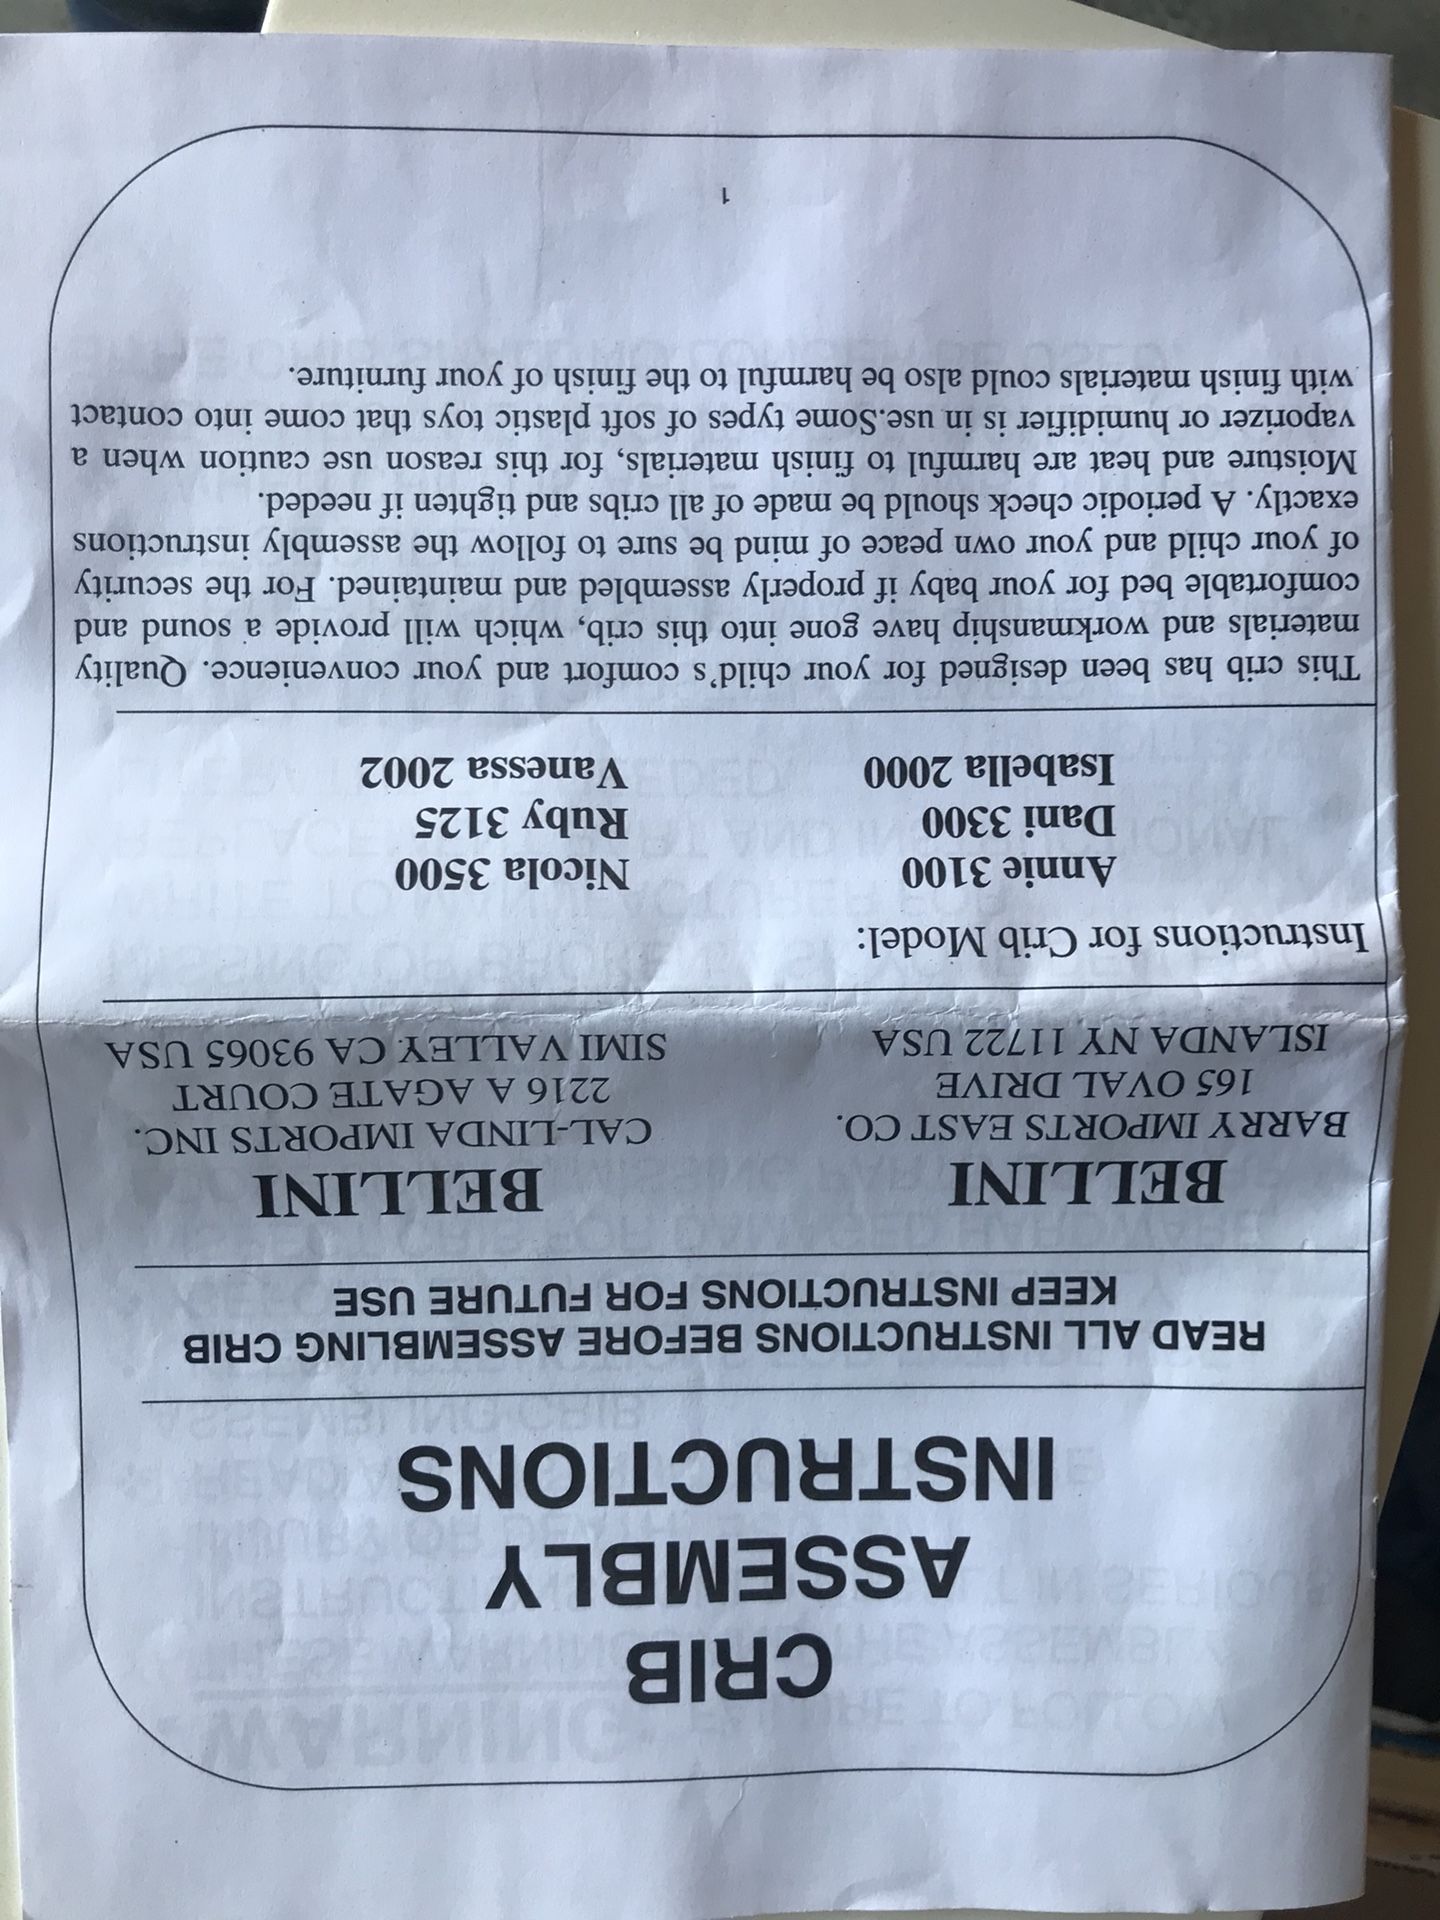 CRIB
ASSEMBLY
INSTRUCTIONS
READ ALL INSTRUCTIONS BEFORE ASSEMBLING CRIB
KEEP INSTRUCTIONS FOR FUTURE USE
BELLINI
BARRY IMPORTS EAST CO.
165 OVAL DRIVE
ISLANDA NY 11722 USA
BELLINI
CAL-LINDA IMPORTS INC.
2216 A AGATE COURT
SIMI VALLEY CA 93065 USA
Instructions for Crib Model:
Annie 3100 Nicola 3500
Dani 3300 Ruby 3125
Isabella 2000 Vanessa 2002
This crib has been designed for your child's comfort and your convenience. Quality
materials and workmanship have gone into this crib, which will provide a sound and
comfortable bed for your baby if properly assembled and maintained. For the security
of your child and your own peace of mind be sure to follow the assembly instructions
exactly. A periodic check should be made of all cribs and tighten if needed.
Moisture and heat are harmful to finish materials, for this reason use caution when a
vaporizer or humidifier is in use.Some types of soft plastic toys that come into contact
with finish materials could also be harmful to the finish of your furniture.
1